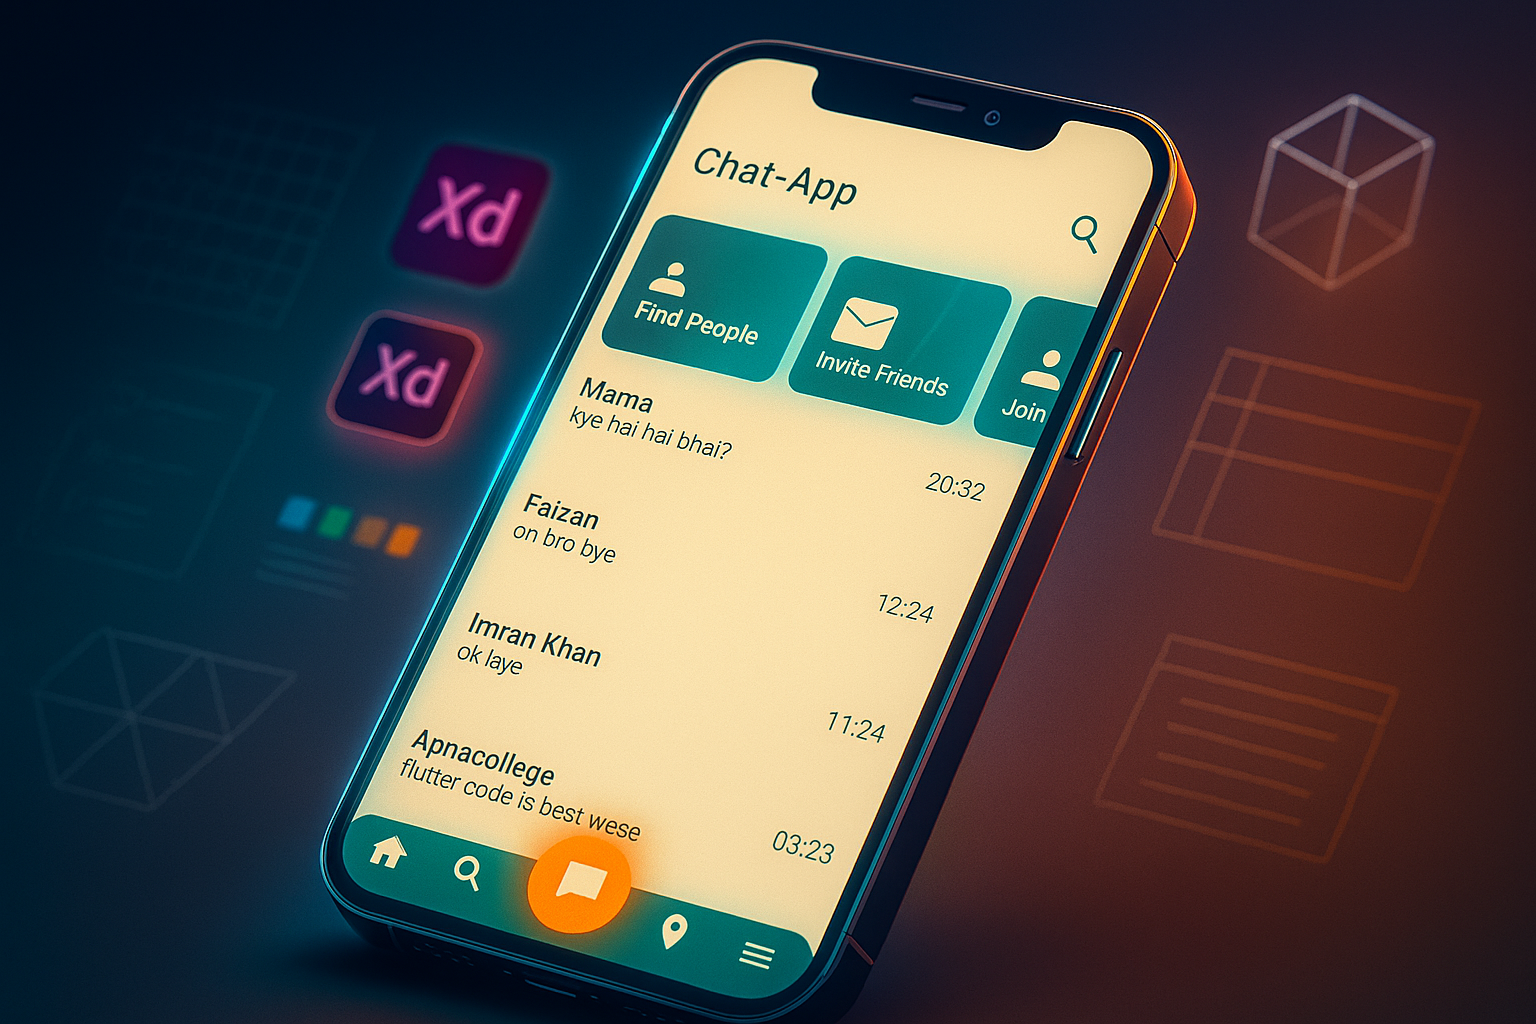 Chat-App
Find People
Invite Friends
Join
Mama
kye hai hai bhai?
20:32
Faizan
on bro bye
12:24
Imran Khan
ok laye
11:24
Apnacollege
flutter code is best wese
03:23
Xd
Xd